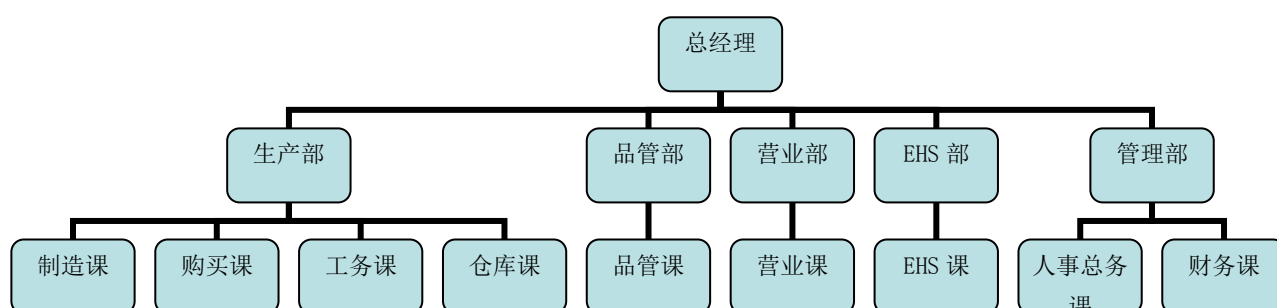 总经理
生产部
品管部
营业部
EHS 部
管理部
制造课
购买课
工务课
仓库课
品管课
营业课
EHS 课
人事总务
课
财务课